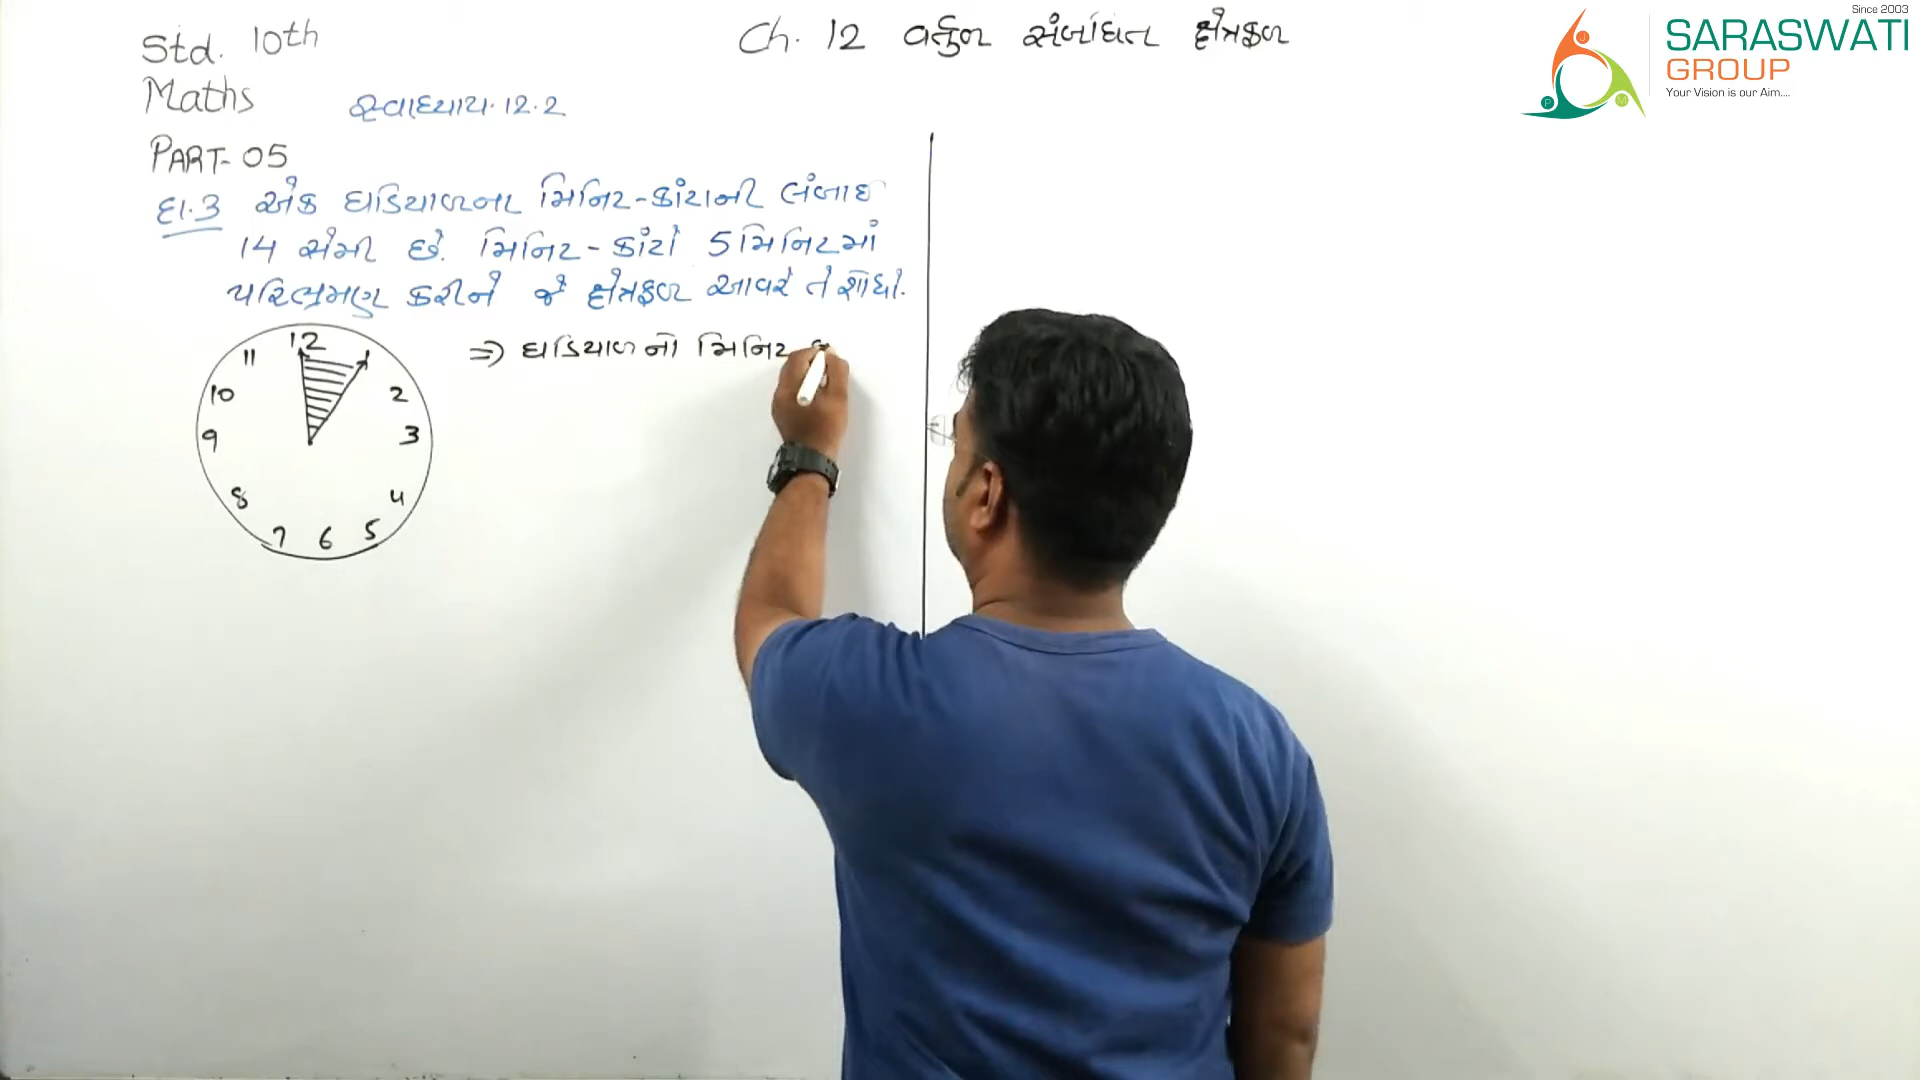 Std. 10th
Maths
PART-05
Ch. 12 વર્તુળ સંબંધિત ક્ષેત્રફળ
સ્વાધ્યાય.12.2
Since 2003
SARASWATI
GROUP
Your Vision is our Aim....
દા.3 એક ઘડિયાળના મિનિટ-કાંટાની લંબાઈ
14 સેમી છે. મિનિટ-કાંટો 5 મિનિટમાં
પરિભ્રમણ કરીને જે ક્ષેત્રફળ આવરે તે શોધો.
⇒ ઘડિયાળનો મિનિટ
12
11
1
10
2
9
3
8
4
7 6 5
J
P
M